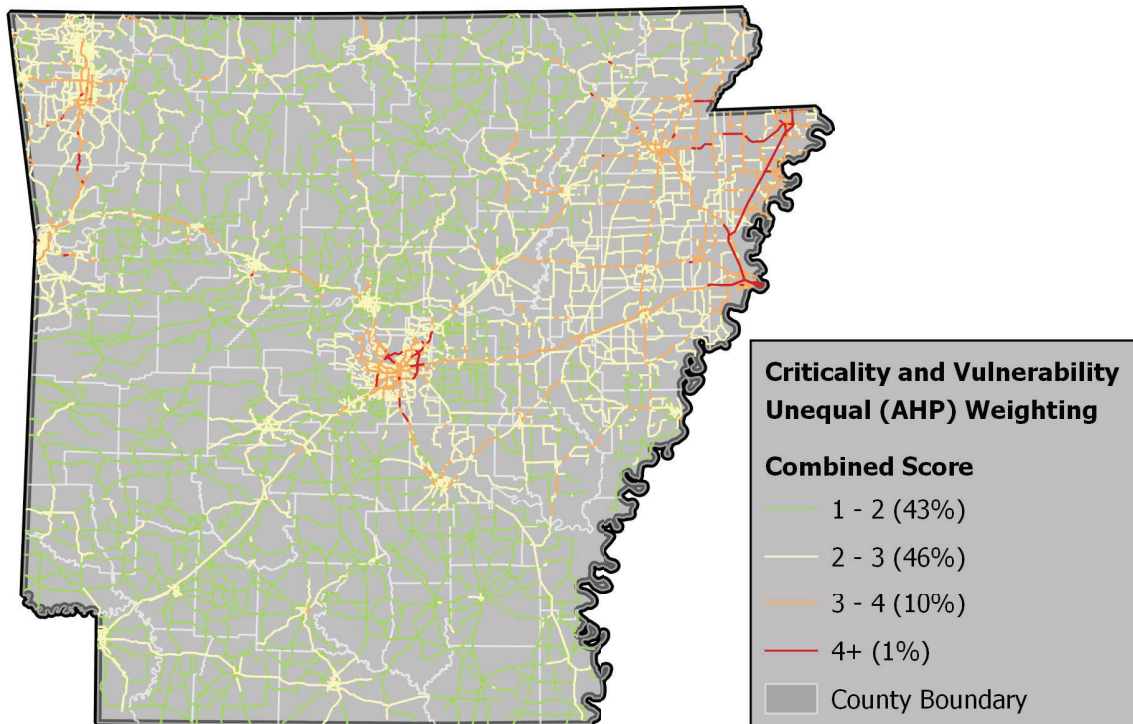 Criticality and Vulnerability
Unequal (AHP) Weighting
Combined Score
1 - 2 (43%)
2 - 3 (46%)
3 - 4 (10%)
4+ (1%)
County Boundary